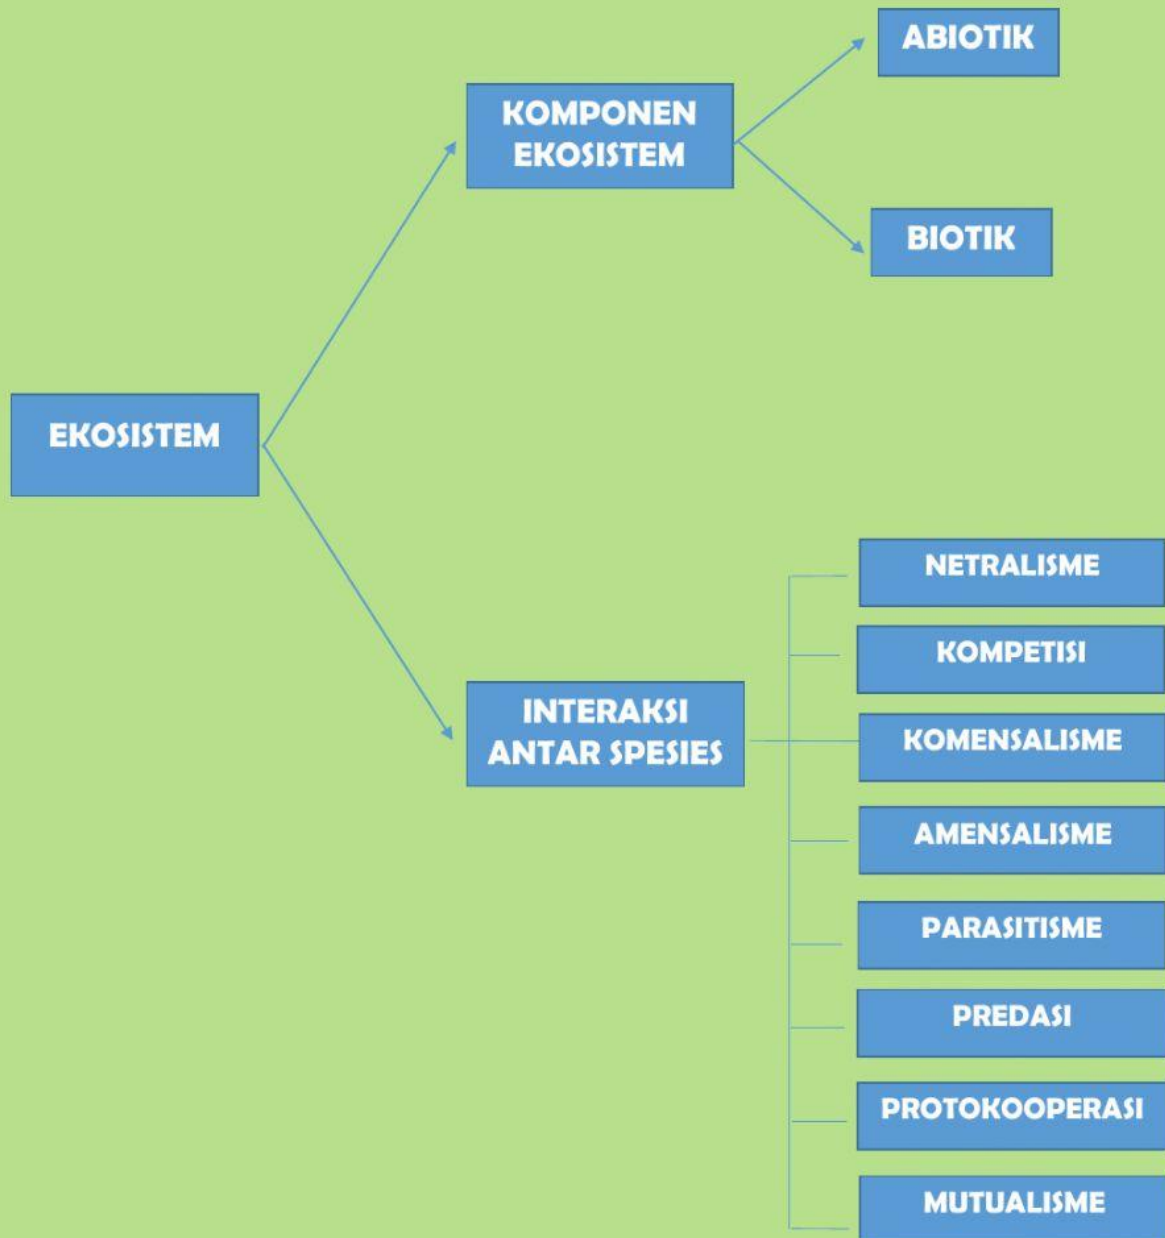 ABIOTIK
KOMPONEN
EKOSISTEM
BIOTIK
EKOSISTEM
INTERAKSI
ANTAR SPESIES
NETRALISME
KOMPETISI
KOMENSALISME
AMENSALISME
PARASITISME
PREDASI
PROTOKOOPERASI
MUTUALISME